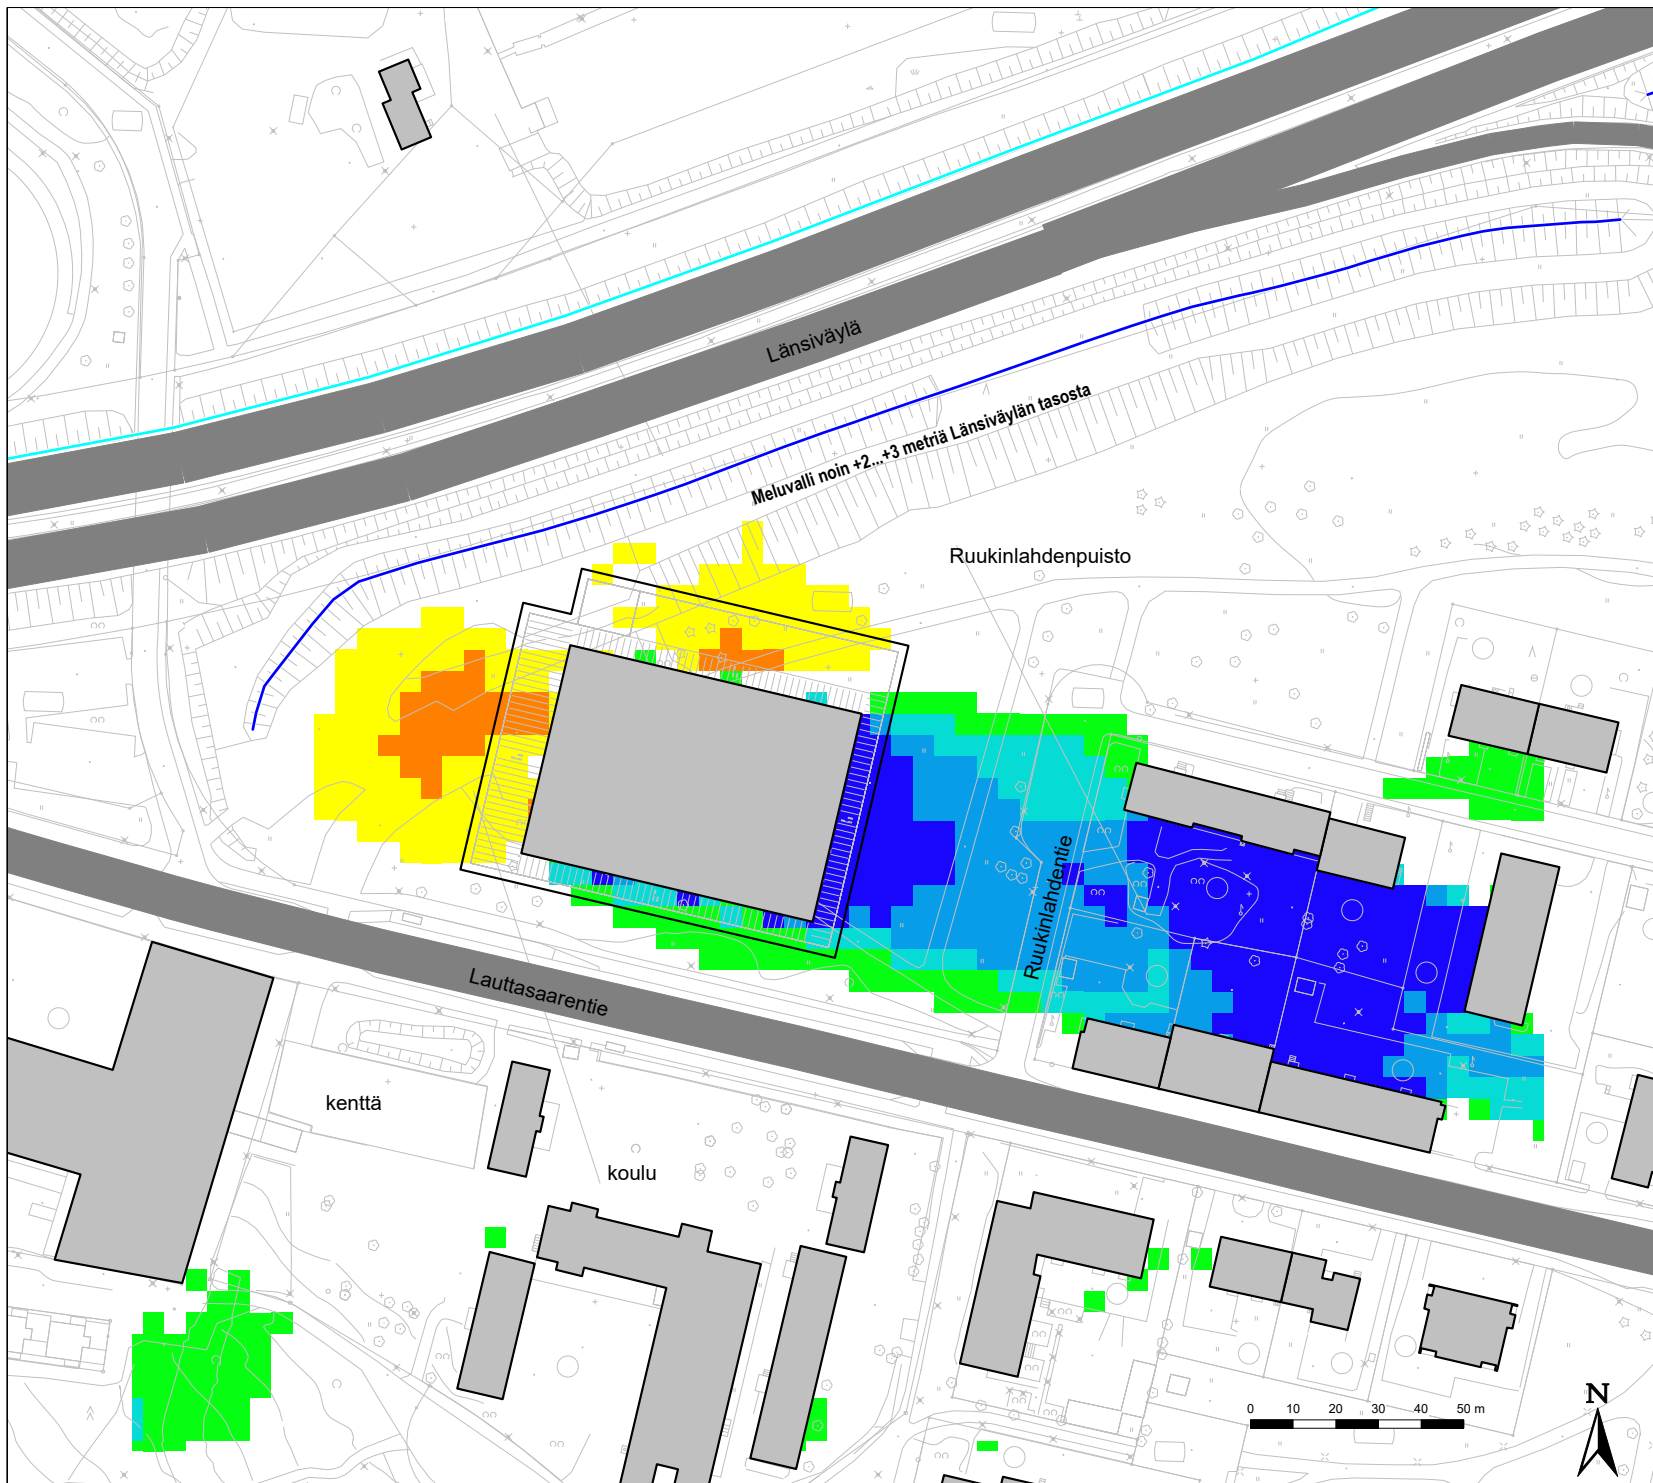 Länsiväylä
Meluvalli noin +2...+3 metriä Länsiväylän tasosta
Ruukinlahdenpuisto
Ruukinlahdentie
Lauttasaarentie
kenttä
koulu
N
0 10 20 30 40 50 m